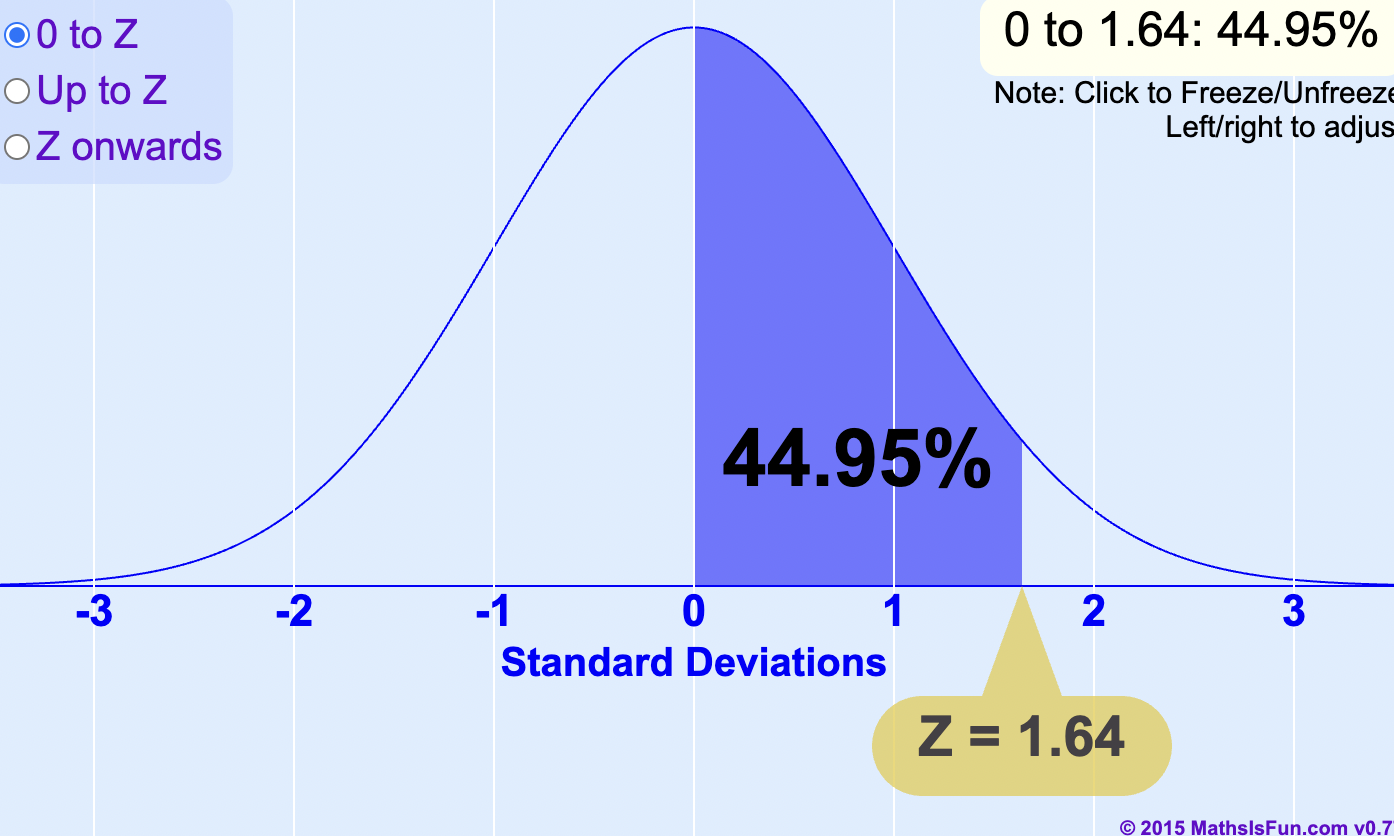 0 to Z
Up to Z
Z onwards
0 to 1.64: 44.95%
Note: Click to Freeze/Unfreeze
Left/right to adjus
44.95%
-3 -2 -1 0 1 2 3
Standard Deviations
Z = 1.64
© 2015 MathsIsFun.com v0.7